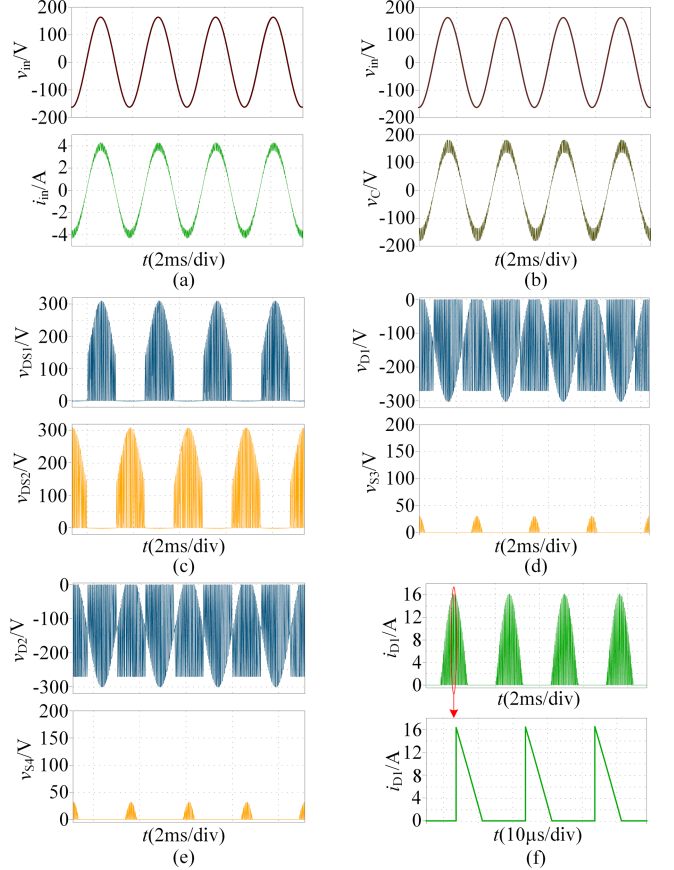 200
100
0
-100
-200
v_in/V
4
2
0
-2
-4
i_in/A
t(2ms/div)
(a)
200
100
0
-100
-200
v_in/V
200
100
0
-100
-200
v_C/V
t(2ms/div)
(b)
300
200
100
0
v_DS1/V
300
200
100
0
v_DS2/V
t(2ms/div)
(c)
0
-100
-200
-300
v_D1/V
200
150
100
50
0
v_S3/V
t(2ms/div)
(d)
0
-100
-200
-300
v_D2/V
200
150
100
50
0
v_S4/V
t(2ms/div)
(e)
16
12
8
4
0
i_D1/A
t(2ms/div)
16
12
8
4
0
i_D1/A
t(10μs/div)
(f)